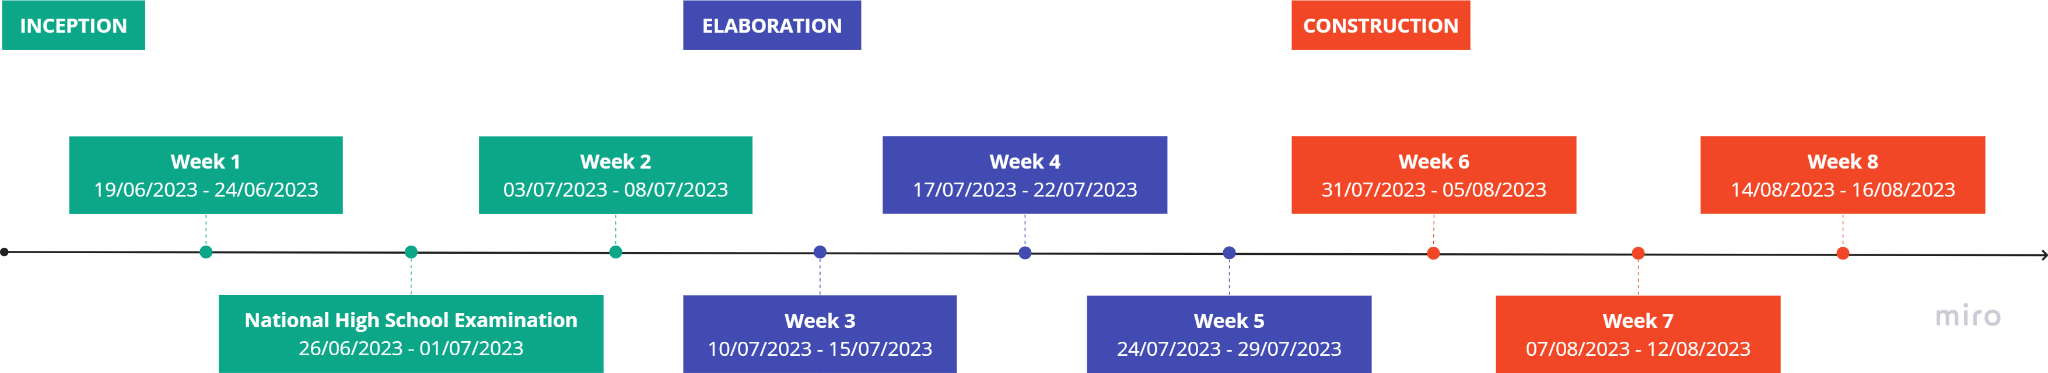 INCEPTION
ELABORATION
CONSTRUCTION
Week 1
19/06/2023 - 24/06/2023
Week 2
03/07/2023 - 08/07/2023
Week 4
17/07/2023 - 22/07/2023
Week 6
31/07/2023 - 05/08/2023
Week 8
14/08/2023 - 16/08/2023
National High School Examination
26/06/2023 - 01/07/2023
Week 3
10/07/2023 - 15/07/2023
Week 5
24/07/2023 - 29/07/2023
Week 7
07/08/2023 - 12/08/2023
miro